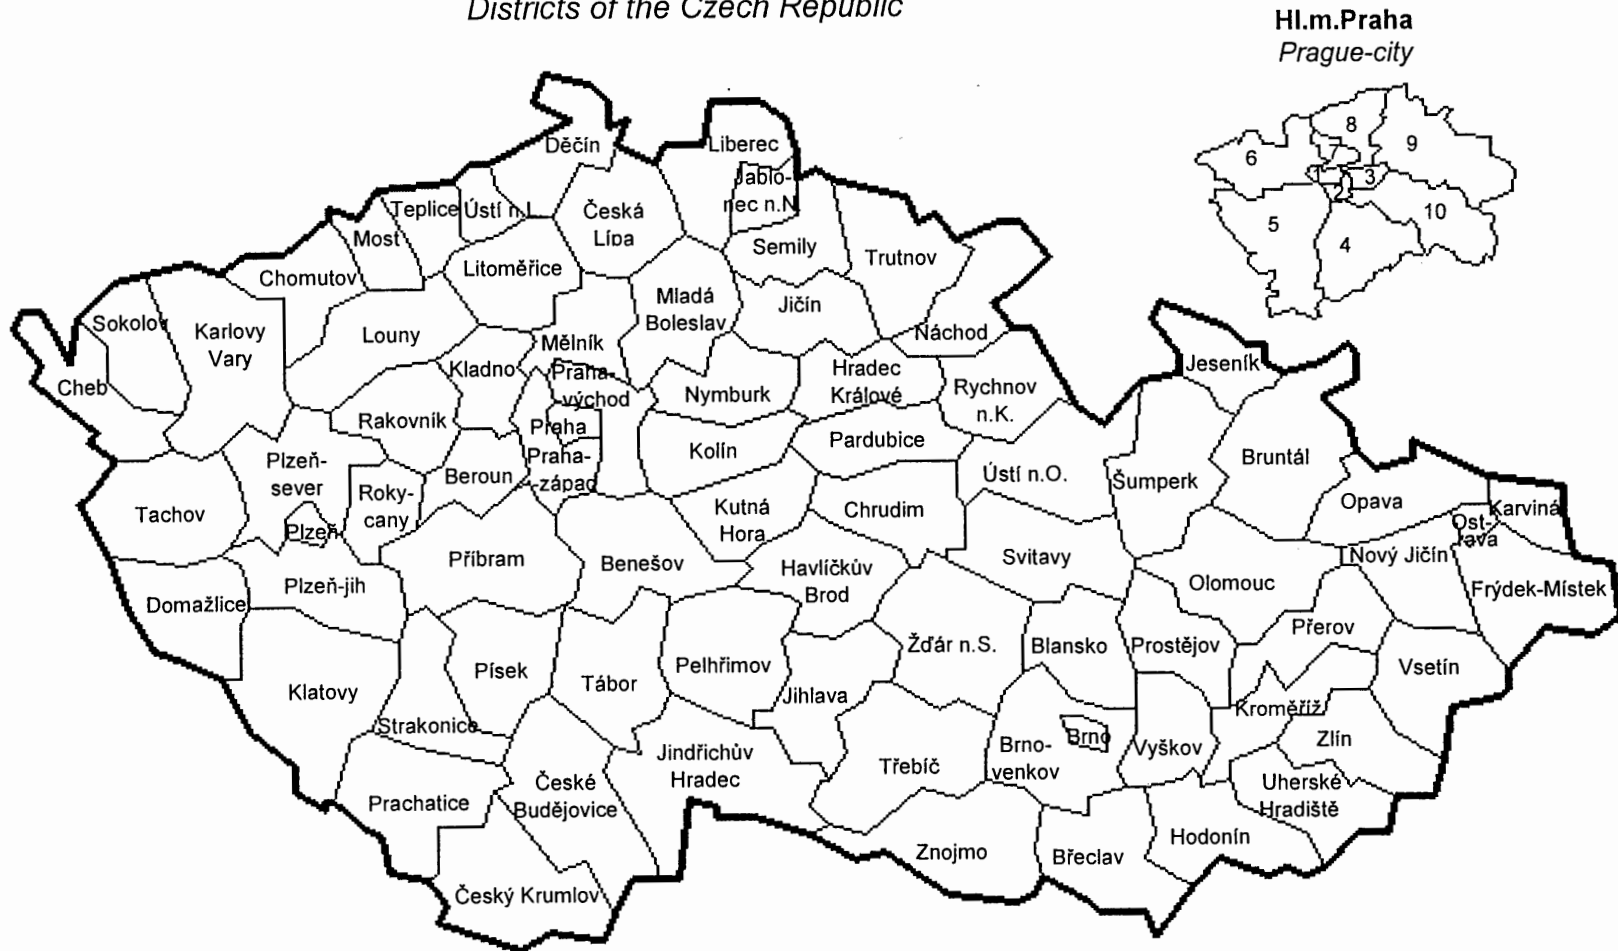 Districts of the Czech Republic
Hl.m.Praha
Prague-city
8
9
7
6
1
3
2
10
5
4
Děčín
Liberec
Jablo-
nec n.N
Teplice
Ústí n.L
Česká
Lípa
Most
Semily
Trutnov
Chomutov
Litoměřice
Mladá
Boleslav
Jičín
Sokolov
Karlovy
Vary
Louny
Mělník
Náchod
Cheb
Kladno
Praha-
východ
Nymburk
Hradec
Králové
Rychnov
n.K.
Jeseník
Rakovník
Praha
Kolín
Pardubice
Plzeň-
sever
Beroun
Praha-
-západ
Ústí n.O.
Šumperk
Bruntál
Tachov
Roky-
cany
Kutná
Hora
Chrudim
Opava
Karviná
Plzeň
Ost-
rava
Příbram
Benešov
Havlíčkův
Brod
Svitavy
Olomouc
Nový Jičín
Frýdek-Místek
Domažlice
Plzeň-jih
Klatovy
Písek
Tábor
Pelhřimov
Žďár n.S.
Blansko
Prostějov
Přerov
Vsetín
Strakonice
Jihlava
Kroměříž
Jindřichův
Hradec
Třebíč
Brno-
venkov
Brno
Vyškov
Zlín
Prachatice
České
Budějovice
Uherské
Hradiště
Znojmo
Břeclav
Hodonín
Český Krumlov